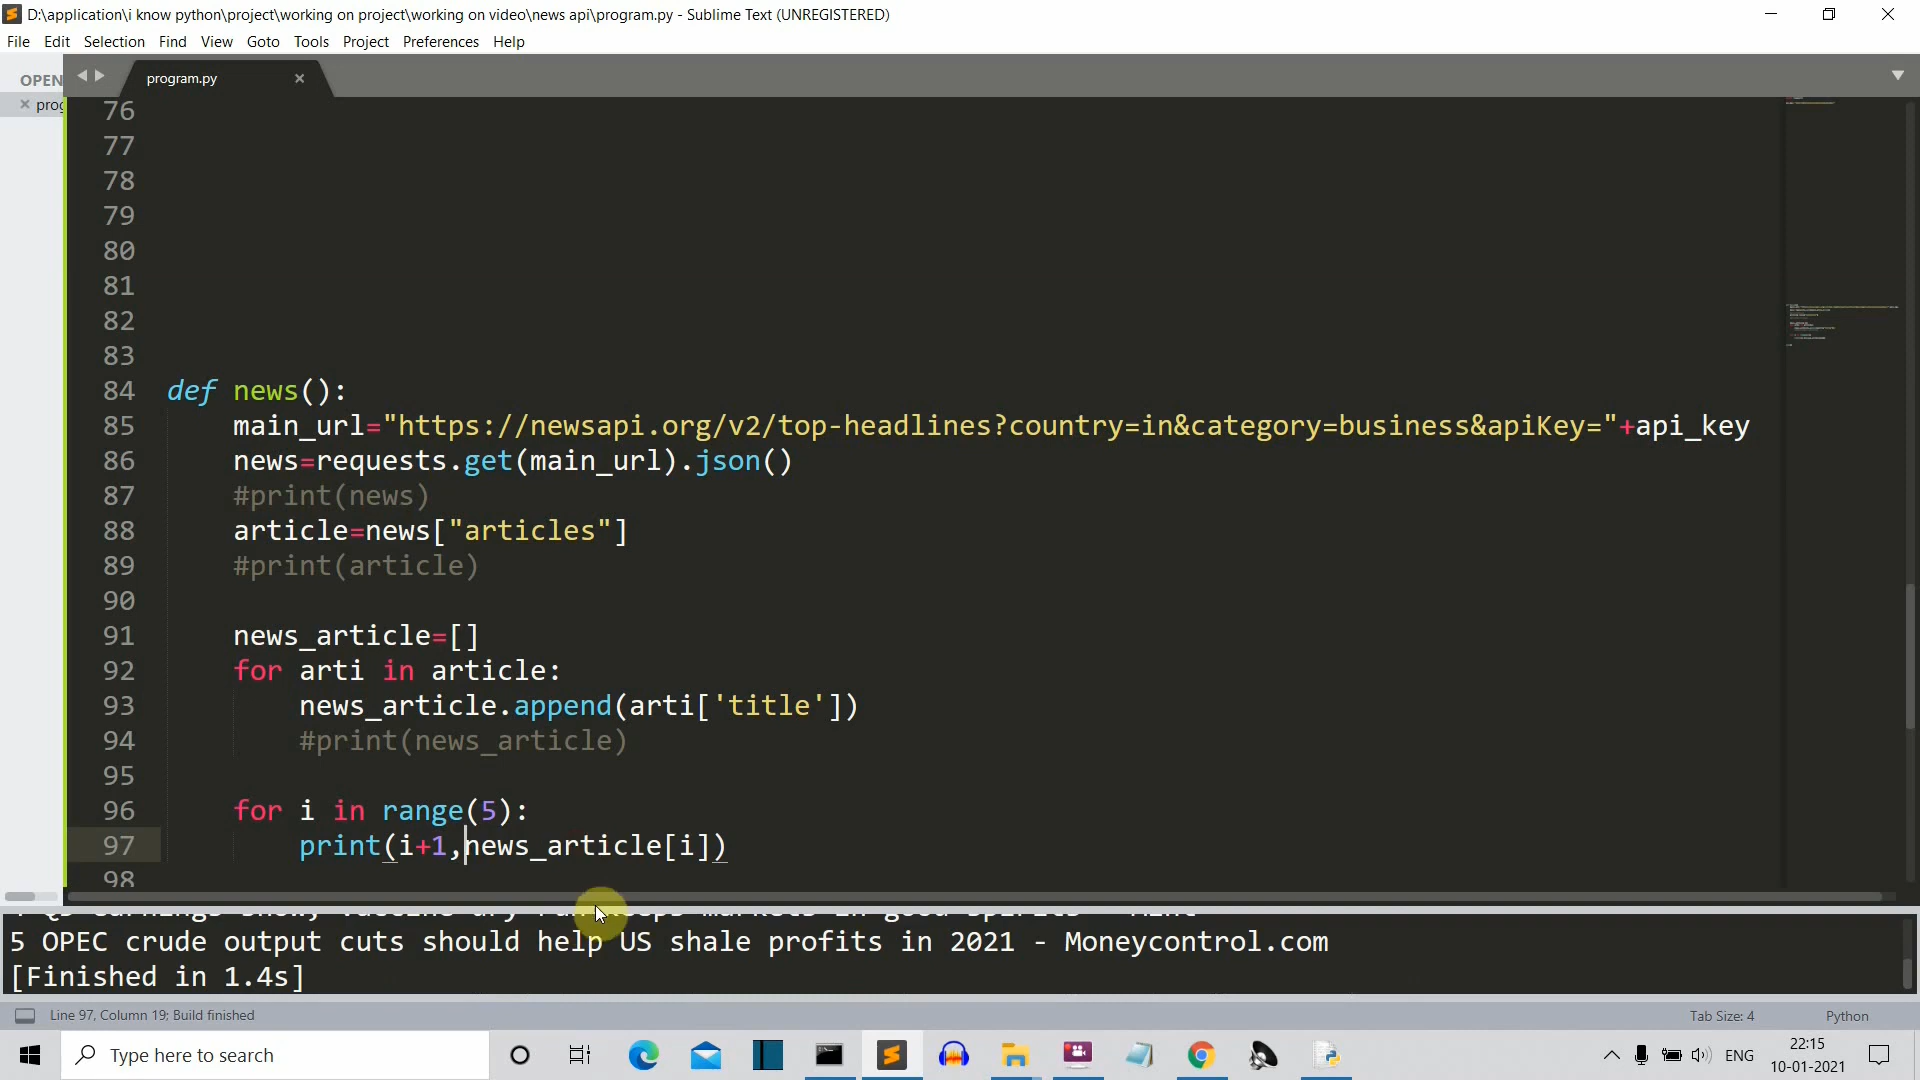 D:\application\i know python\project\working on project\working on video\news api\program.py - Sublime Text (UNREGISTERED)
File Edit Selection Find View Goto Tools Project Preferences Help
OPEN
program.py
prog
76
77
78
79
80
81
82
83
84 def news():
85 main_url="https://newsapi.org/v2/top-headlines?country=in&category=business&apiKey="+api_key
86 news=requests.get(main_url).json()
87 #print(news)
88 article=news["articles"]
89 #print(article)
90
91 news_article=[]
92 for arti in article:
93 news_article.append(arti['title'])
94 #print(news_article)
95
96 for i in range(5):
97 print(i+1,news_article[i])
98
5 OPEC crude output cuts should help US shale profits in 2021 - Moneycontrol.com
[Finished in 1.4s]
Line 97, Column 19; Build finished
Tab Size: 4
Python
Type here to search
ENG
22:15
10-01-2021